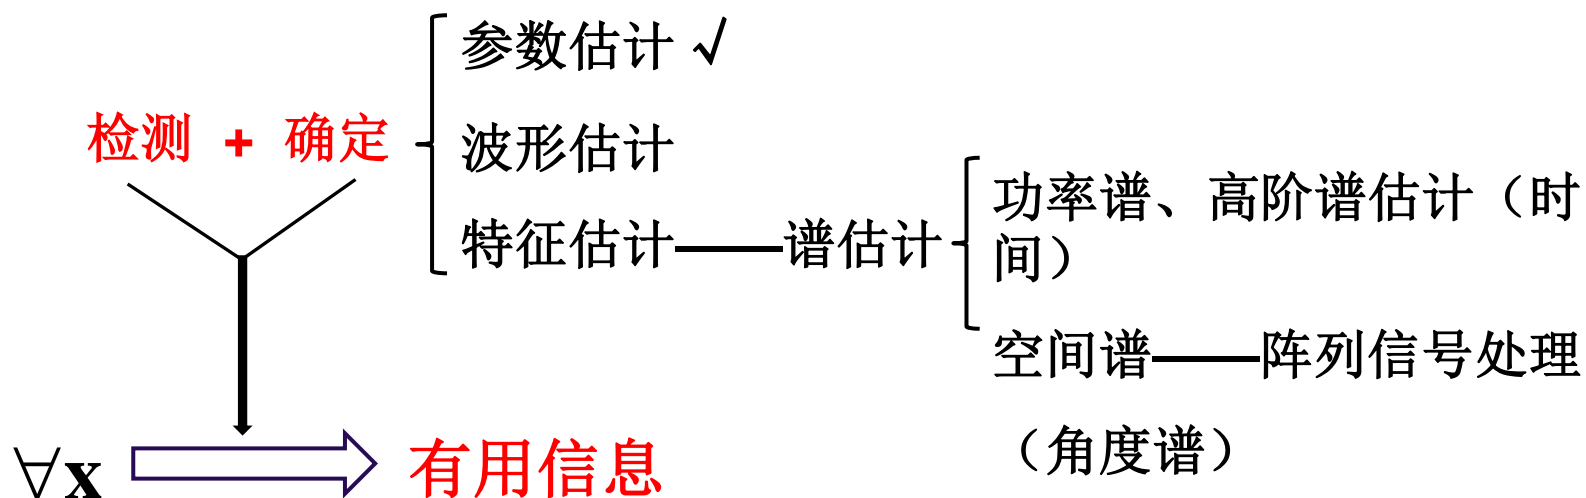 参数估计 √
检测 + 确定
波形估计
特征估计——谱估计
功率谱、高阶谱估计（时
间）
空间谱——阵列信号处理
（角度谱）
∀x
有用信息